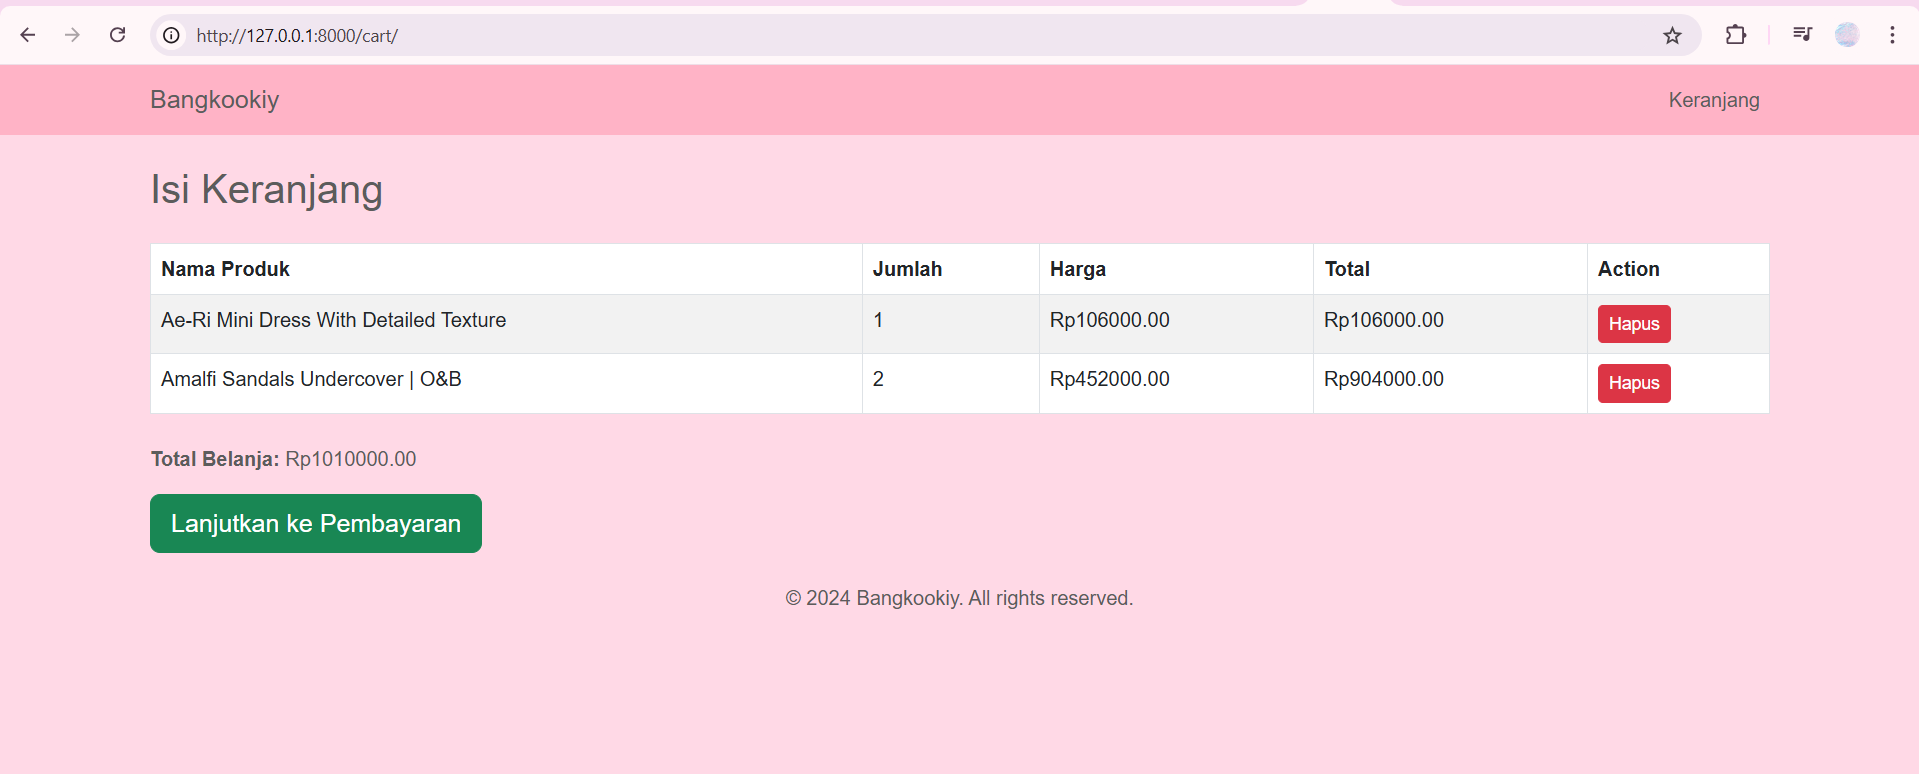 http://127.0.0.1:8000/cart/
Bangkookiy Keranjang
Isi Keranjang
Nama Produk Jumlah Harga Total Action
Ae-Ri Mini Dress With Detailed Texture 1 Rp106000.00 Rp106000.00 Hapus
Amalfi Sandals Undercover | O&B 2 Rp452000.00 Rp904000.00 Hapus
Total Belanja: Rp1010000.00
Lanjutkan ke Pembayaran
© 2024 Bangkookiy. All rights reserved.